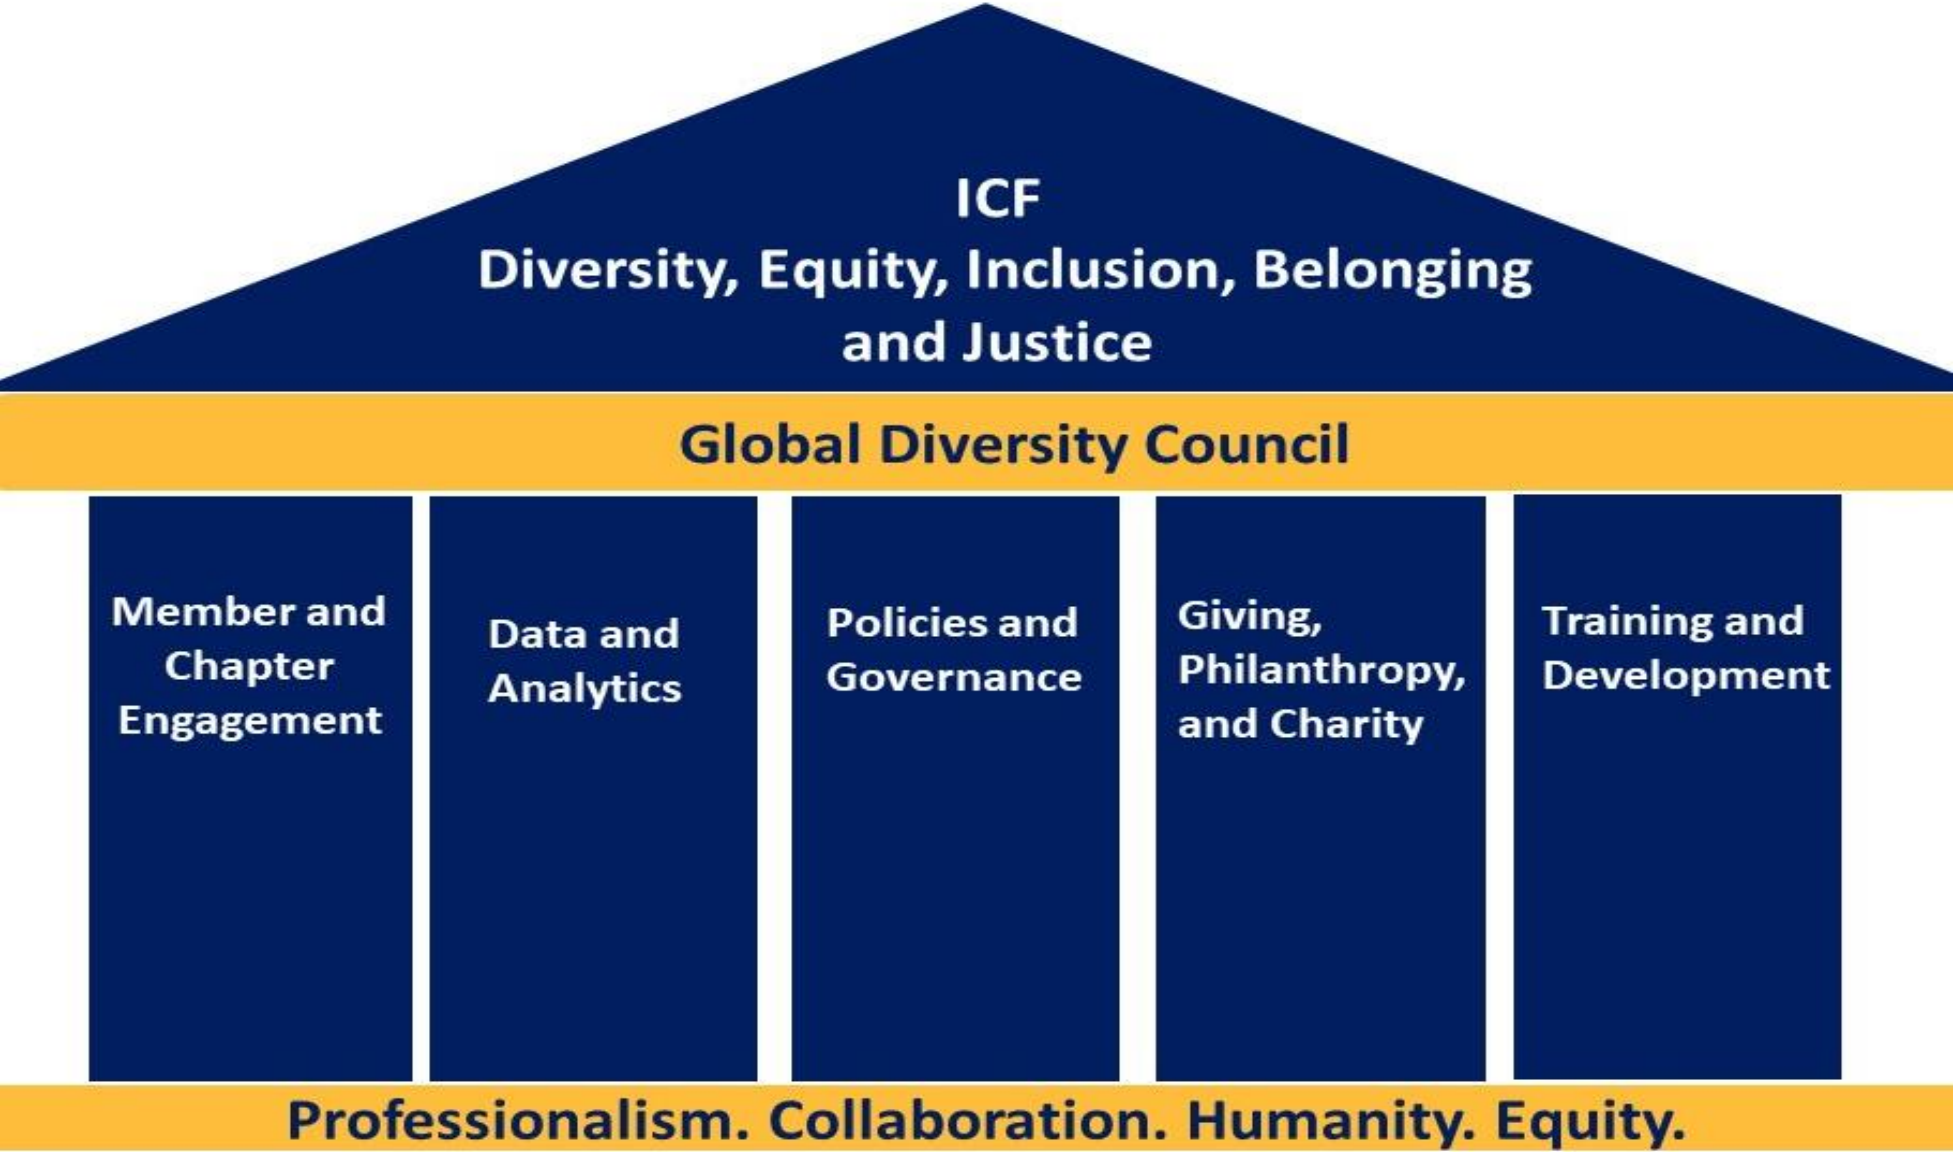 ICF
Diversity, Equity, Inclusion, Belonging
and Justice
Global Diversity Council
Member and
Chapter
Engagement
Data and
Analytics
Policies and
Governance
Giving,
Philanthropy,
and Charity
Training and
Development
Professionalism. Collaboration. Humanity. Equity.